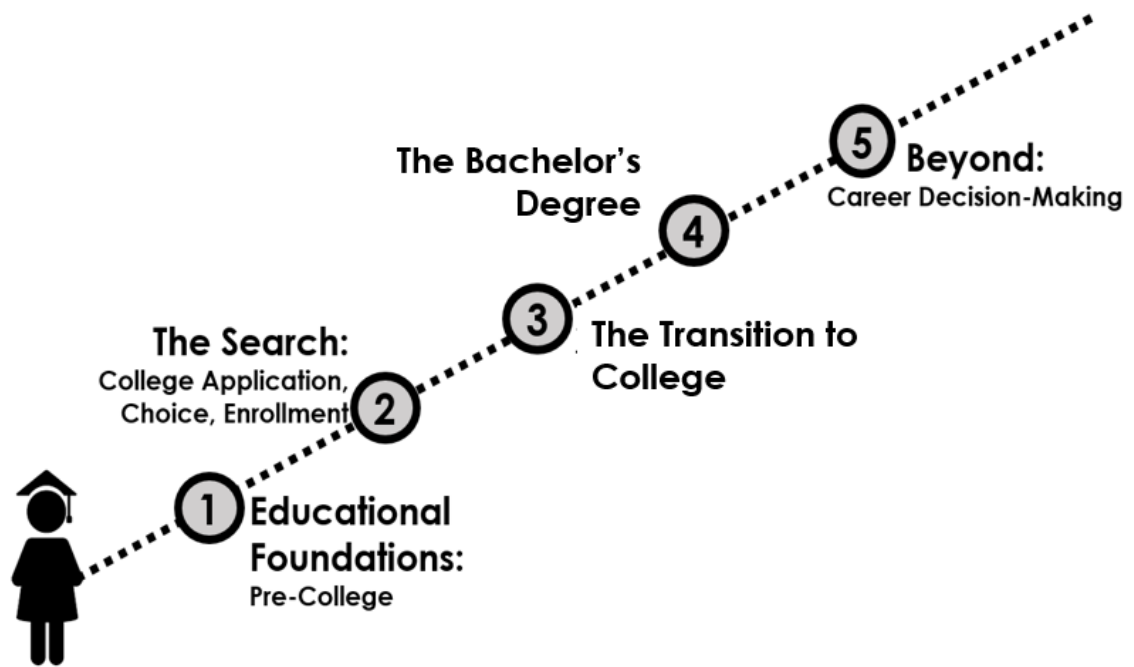 The Bachelor's
Degree
5
Beyond:
Career Decision-Making
4
3
The Transition to
College
The Search:
College Application,
Choice, Enrollment
2
1
Educational
Foundations:
Pre-College